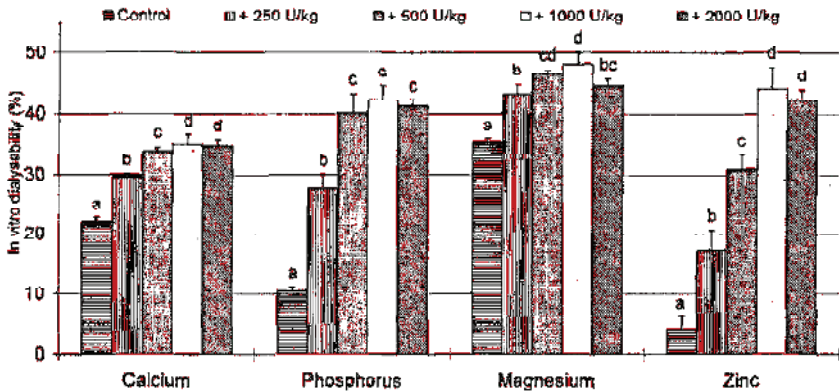 Control + 250 U/kg + 500 U/kg + 1000 U/kg + 2000 U/kg
In vitro dialysability (%)
50
40
30
20
10
0
a b c d d
a b c c c
a b cd d bc
a b c d d
Calcium Phosphorus Magnesium Zinc